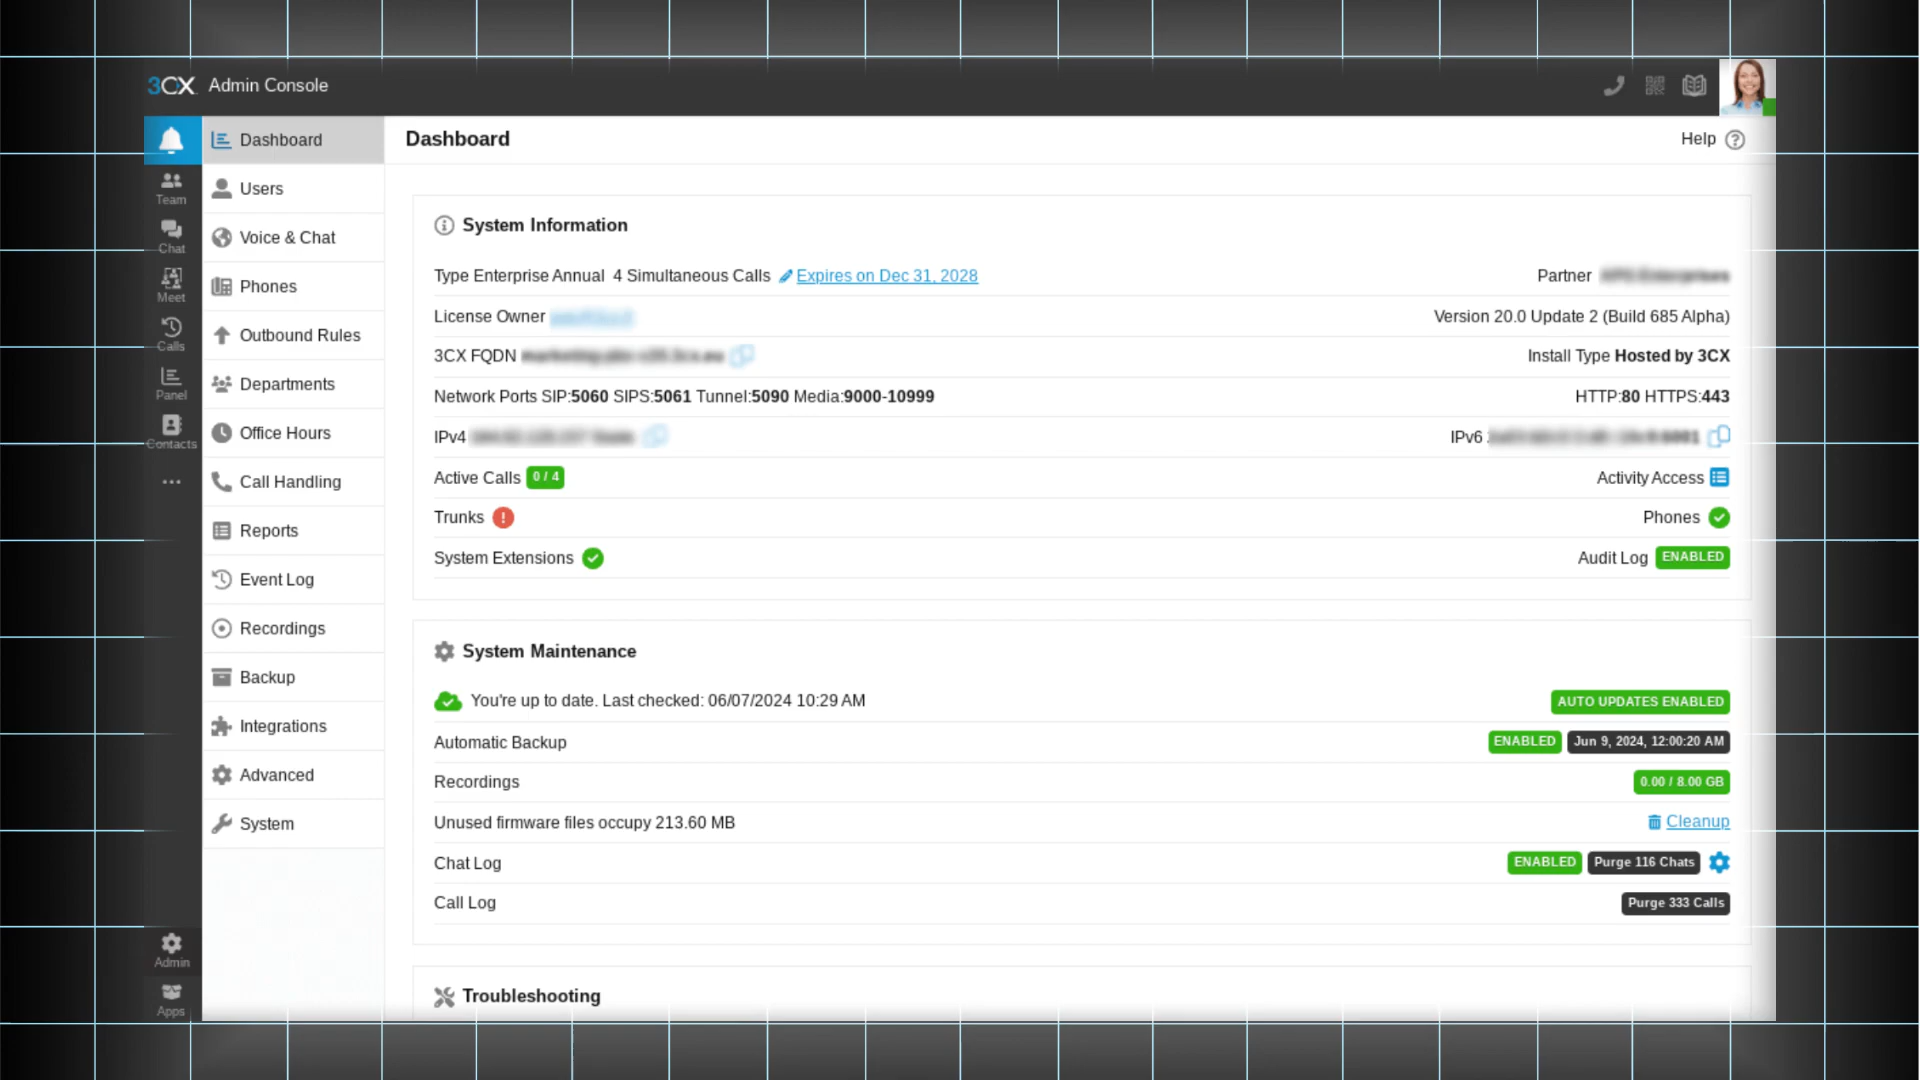 3CX Admin Console
Dashboard
Users
Voice & Chat
Phones
Outbound Rules
Departments
Office Hours
Call Handling
Reports
Event Log
Recordings
Backup
Integrations
Advanced
System
Team
Chat
Meet
Calls
Panel
Contacts
Admin
Apps
Dashboard
Help
System Information
Type Enterprise Annual 4 Simultaneous Calls Expires on Dec 31, 2028
Partner
License Owner
Version 20.0 Update 2 (Build 685 Alpha)
3CX FQDN
Install Type Hosted by 3CX
Network Ports SIP:5060 SIPS:5061 Tunnel:5090 Media:9000-10999
HTTP:80 HTTPS:443
IPv4
IPv6
Active Calls 0 / 4
Activity Access
Trunks
Phones
System Extensions
Audit Log ENABLED
System Maintenance
You're up to date. Last checked: 06/07/2024 10:29 AM
AUTO UPDATES ENABLED
Automatic Backup
ENABLED Jun 9, 2024, 12:00:20 AM
Recordings
0.00 / 8.00 GB
Unused firmware files occupy 213.60 MB
Cleanup
Chat Log
ENABLED Purge 116 Chats
Call Log
Purge 333 Calls
Troubleshooting